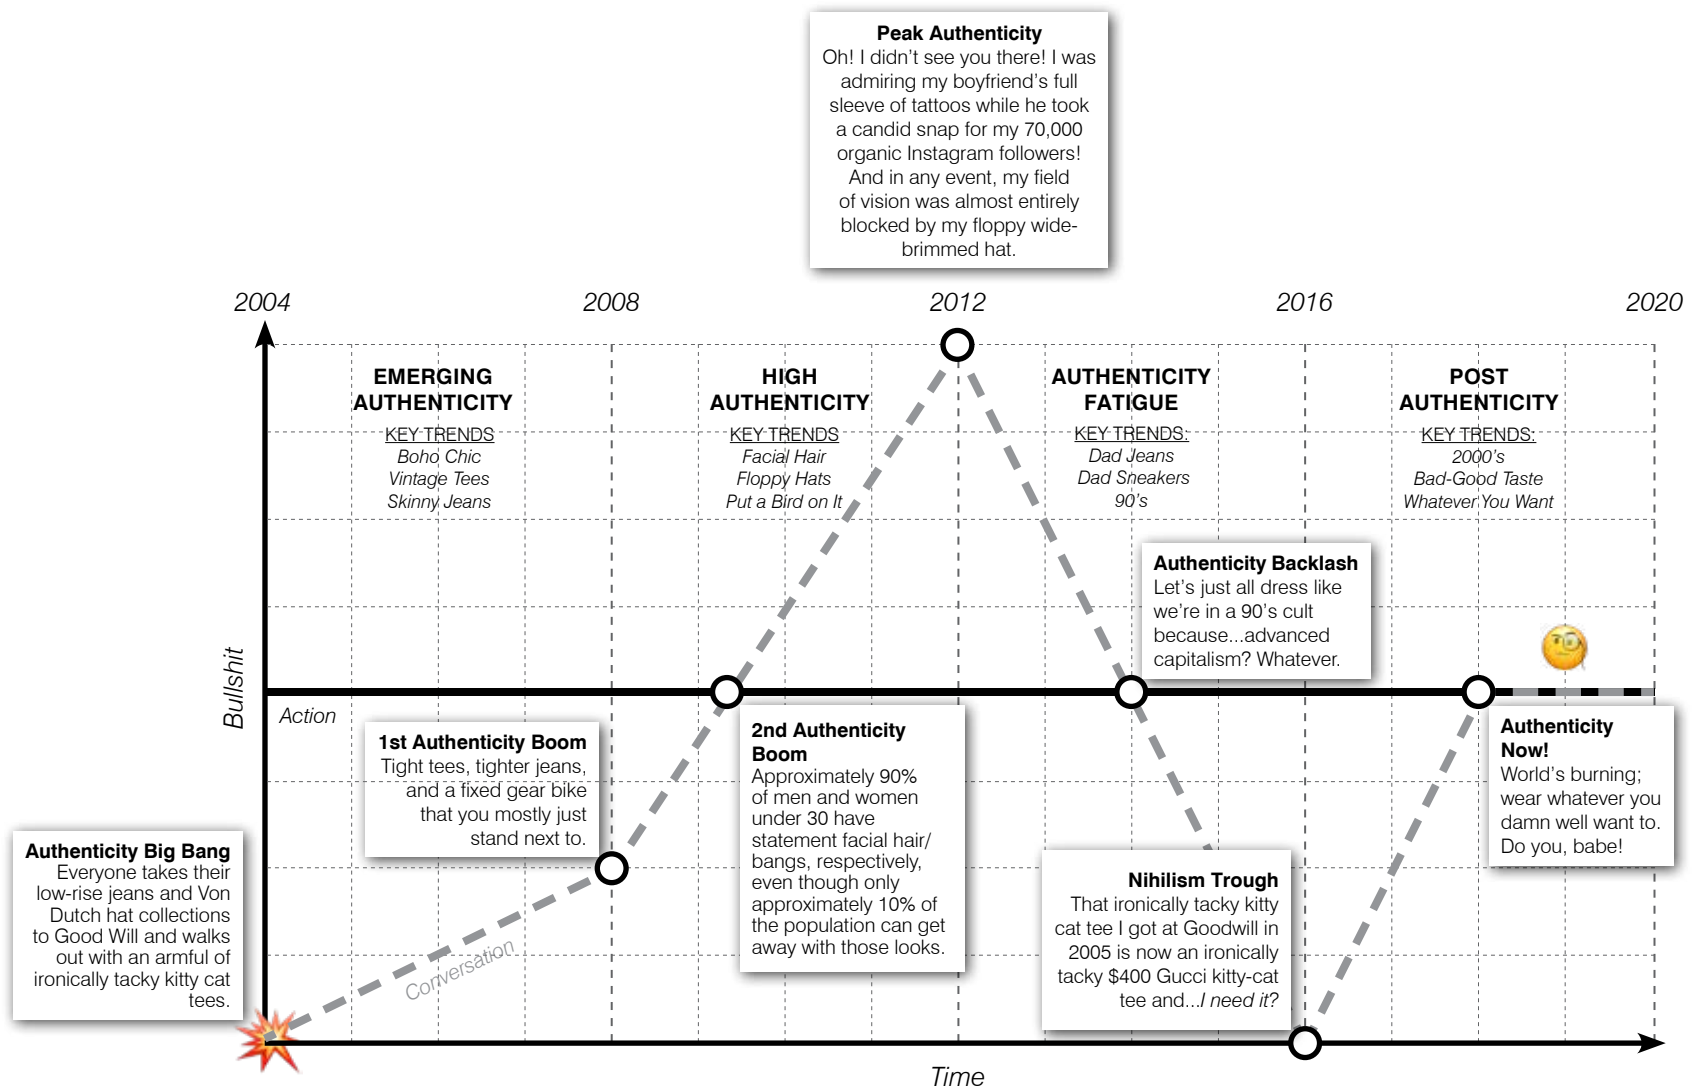 Peak Authenticity
Oh! I didn't see you there! I was
admiring my boyfriend's full
sleeve of tattoos while he took
a candid snap for my 70,000
organic Instagram followers!
And in any event, my field
of vision was almost entirely
blocked by my floppy wide-
brimmed hat.
2004
2008
2012
2016
2020
EMERGING
AUTHENTICITY
KEY TRENDS
Boho Chic
Vintage Tees
Skinny Jeans
HIGH
AUTHENTICITY
KEY TRENDS
Facial Hair
Floppy Hats
Put a Bird on It
AUTHENTICITY
FATIGUE
KEY TRENDS:
Dad Jeans
Dad Sneakers
90's
POST
AUTHENTICITY
KEY TRENDS:
2000's
Bad-Good Taste
Whatever You Want
Authenticity Backlash
Let's just all dress like
we're in a 90's cult
because...advanced
capitalism? Whatever.
Bullshit
Action
1st Authenticity Boom
Tight tees, tighter jeans,
and a fixed gear bike
that you mostly just
stand next to.
2nd Authenticity
Boom
Approximately 90%
of men and women
under 30 have
statement facial hair/
bangs, respectively,
even though only
approximately 10% of
the population can get
away with those looks.
Authenticity
Now!
World's burning;
wear whatever you
damn well want to.
Do you, babe!
Authenticity Big Bang
Everyone takes their
low-rise jeans and Von
Dutch hat collections
to Good Will and walks
out with an armful of
ironically tacky kitty cat
tees.
Conversation
Nihilism Trough
That ironically tacky kitty
cat tee I got at Goodwill in
2005 is now an ironically
tacky $400 Gucci kitty-cat
tee and...I need it?
Time